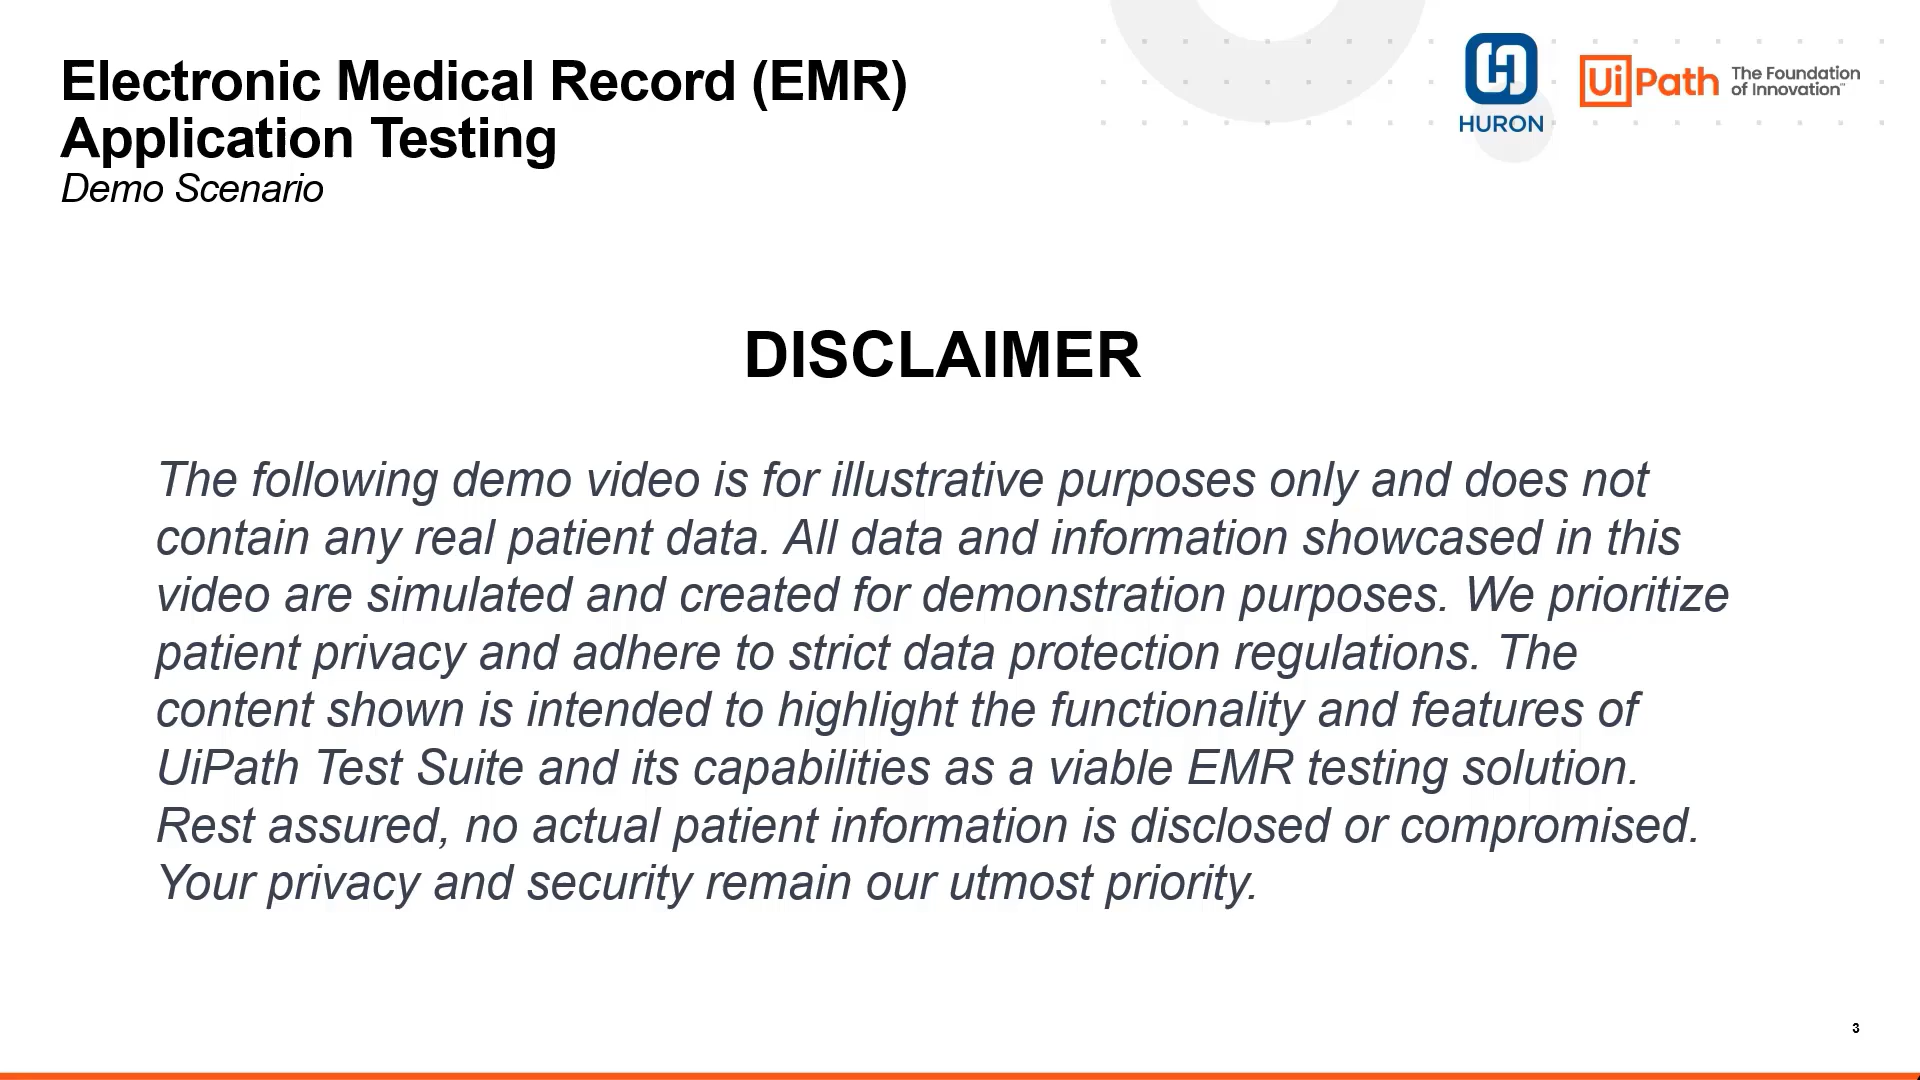 Electronic Medical Record (EMR)
Application Testing
Demo Scenario
HURON
UiPath
The Foundation
of Innovation™
DISCLAIMER
The following demo video is for illustrative purposes only and does not
contain any real patient data. All data and information showcased in this
video are simulated and created for demonstration purposes. We prioritize
patient privacy and adhere to strict data protection regulations. The
content shown is intended to highlight the functionality and features of
UiPath Test Suite and its capabilities as a viable EMR testing solution.
Rest assured, no actual patient information is disclosed or compromised.
Your privacy and security remain our utmost priority.
3